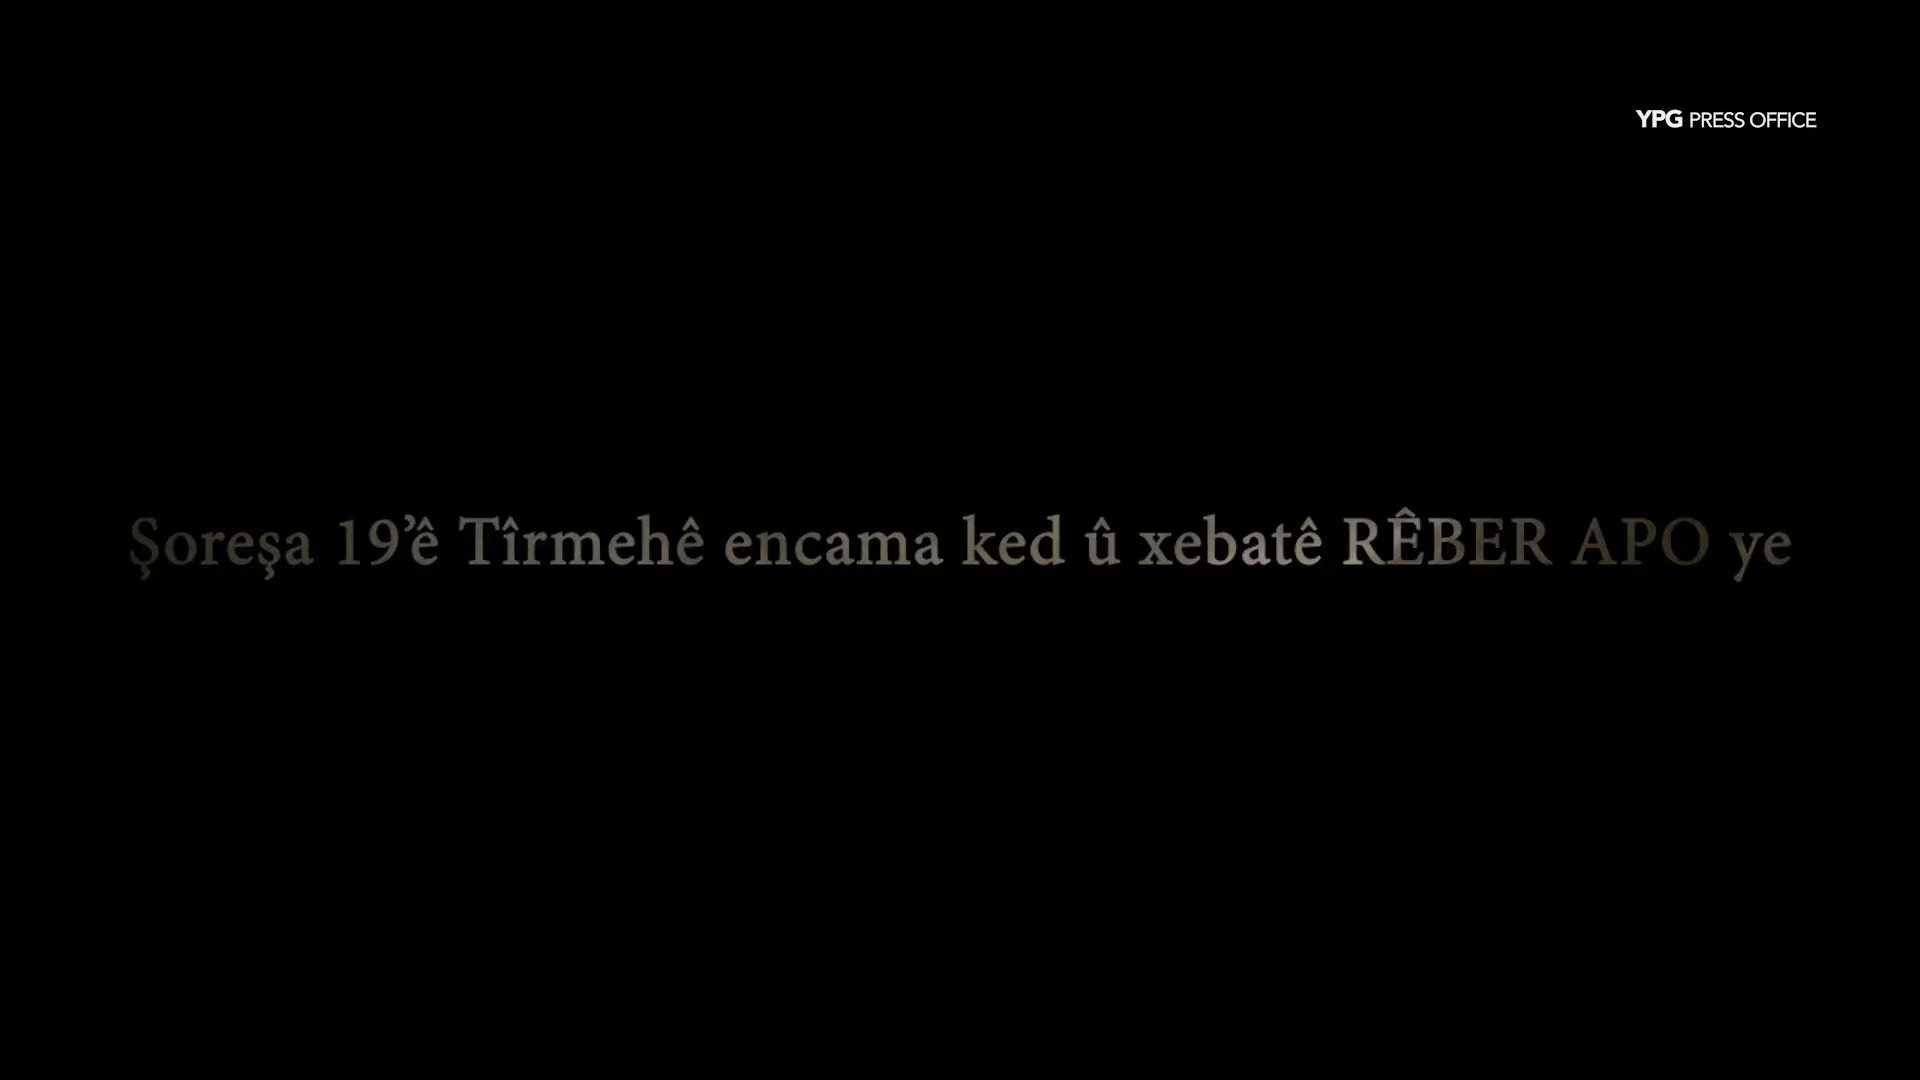 YPG PRESS OFFICE
Şoreşa 19’ê Tîrmehê encama ked û xebatê RÊBER APO ye